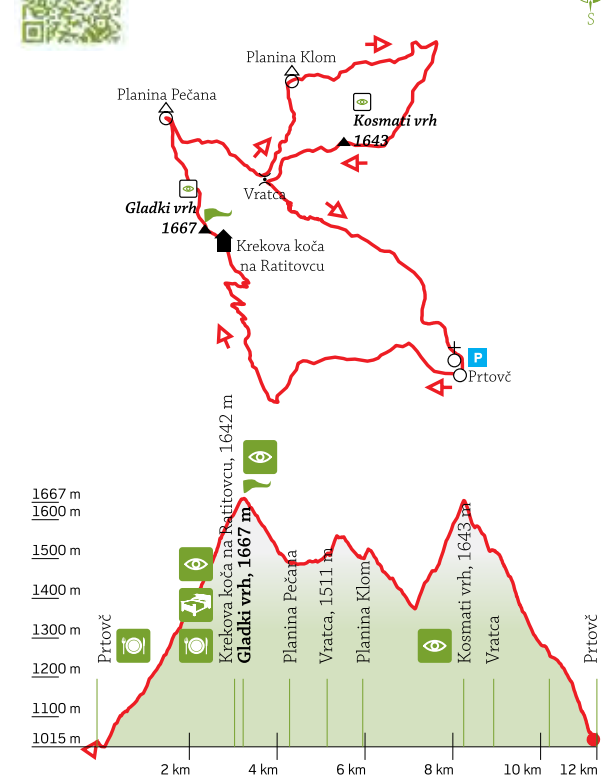 S
Planina Klom
Planina Pečana
Kosmati vrh
1643
Vratca
Gladki vrh
1667
Krekova koča
na Ratitovcu
P
Prtovč
1667 m
1600 m
1500 m
1400 m
1300 m
1200 m
1100 m
1015 m
Prtovč
Krekova koča na Ratitovcu, 1642 m
Gladki vrh, 1667 m
Planina Pečana
Vratca, 1511 m
Planina Klom
Kosmati vrh, 1643 m
Vratca
Prtovč
2 km
4 km
6 km
8 km
10 km
12 km